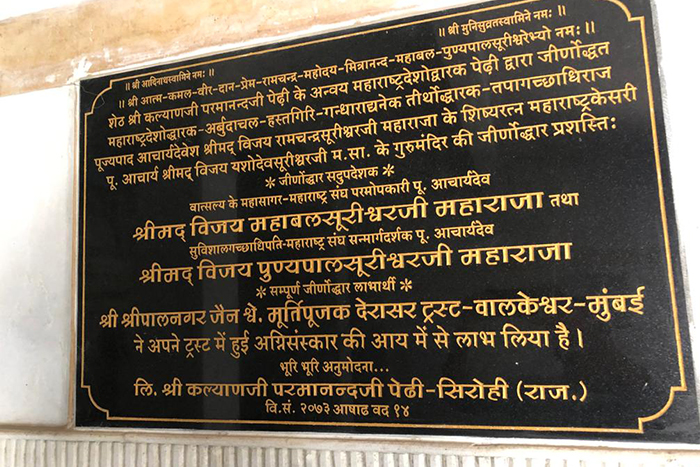 ॥ श्री आदिनाथस्वामिने नमः॥ ॥ श्री मुनिसुव्रतस्वामिने नमः॥
॥ श्री आत्म-कमल-वीर-दान-प्रेम-रामचन्द्र-महोदय-मित्रानन्द-महाबल-पुण्यपालसूरीश्वरेभ्यो नमः॥
शेठ श्री कल्याणजी परमानन्दजी पेढ़ी के अन्वय महाराष्ट्रदेशोद्धारक पेढ़ी द्वारा जीर्णोद्धत
महाराष्ट्रदेशोद्धारक-अर्बुदाचल-हस्तगिरि-गन्धाराद्यनेक तीर्थोद्धारक-तपागच्छाधिराज
पूज्यपाद आचार्यदेवेश श्रीमद् विजय रामचन्द्रसूरीश्वरजी महाराजा के शिष्यरत्न महाराष्ट्रकेसरी
पू. आचार्य श्रीमद् विजय यशोदेवसूरीश्वरजी म.सा. के गुरुमंदिर की जीर्णोद्धार प्रशस्तिः
* जीर्णोद्धार सदुपदेशक *
वात्सल्य के महासागर-महाराष्ट्र संघ परमोपकारी पू. आचार्यदेव
श्रीमद् विजय महाबलसूरीश्वरजी महाराजा तथा
सुविशालगच्छाधिपति-महाराष्ट्र संघ सन्मार्गदर्शक पू. आचार्यदेव
श्रीमद् विजय पुण्यपालसूरीश्वरजी महाराजा
* सम्पूर्ण जीर्णोद्धार लाभार्थी *
श्री श्रीपालनगर जैन श्वे. मूर्तिपूजक देरासर ट्रस्ट-वालकेश्वर-मुंबई
ने अपने ट्रस्ट में हुई अग्निसंस्कार की आय में से लाभ लिया है।
भूरि भूरि अनुमोदना...
लि. श्री कल्याणजी परमानन्दजी पेढी-सिरोही (राज.)
वि.सं. २०७३ आषाढ वद १४